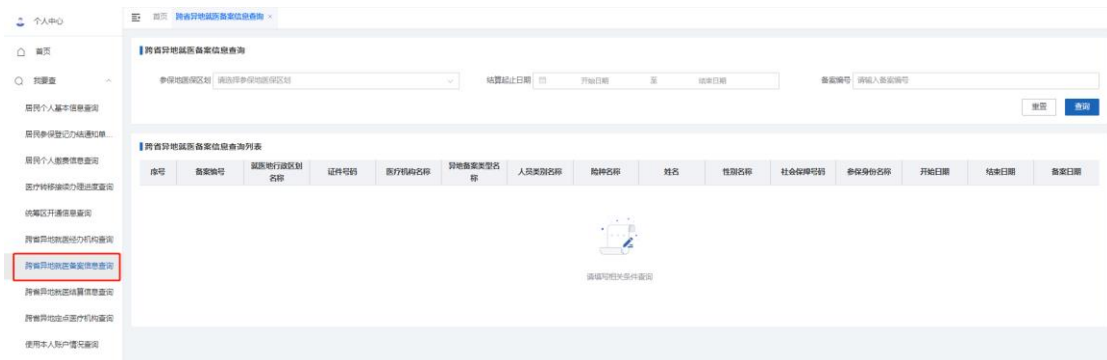 个人中心
首页
我要查
居民个人基本信息查询
居民参保登记办结通知单...
居民个人缴费信息查询
医疗转移接续办理进度查询
统筹区开通信息查询
跨省异地就医经办机构查询
跨省异地就医备案信息查询
跨省异地就医结算信息查询
跨省异地定点医疗机构查询
使用本人账户情况查询
首页 跨省异地就医备案信息查询 ×
跨省异地就医备案信息查询
参保地医保区划 请选择参保地医保区划 结算起止日期 开始日期 至 结束日期 备案编号 请输入备案编号
重置 查询
跨省异地就医备案信息查询列表
序号 备案编号 就医地行政区划名称 证件号码 医疗机构名称 异地备案类型名称 人员类别名称 险种名称 姓名 性别名称 社会保障号码 参保身份名称 开始日期 结束日期 备案日期
请填写相关条件查询